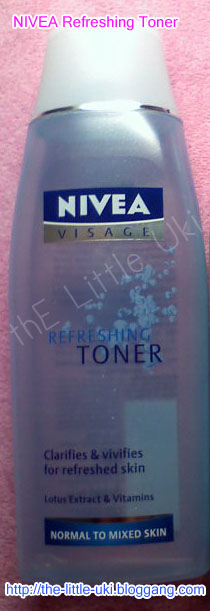 NIVEA Refreshing Toner
NIVEA
VISAGE
thE Little Uki
REFRESHING
TONER
Clarifies & vivifies
for refreshed skin
Lotus Extract & Vitamins
NORMAL TO MIXED SKIN
http://the-little-uki.bloggang.com